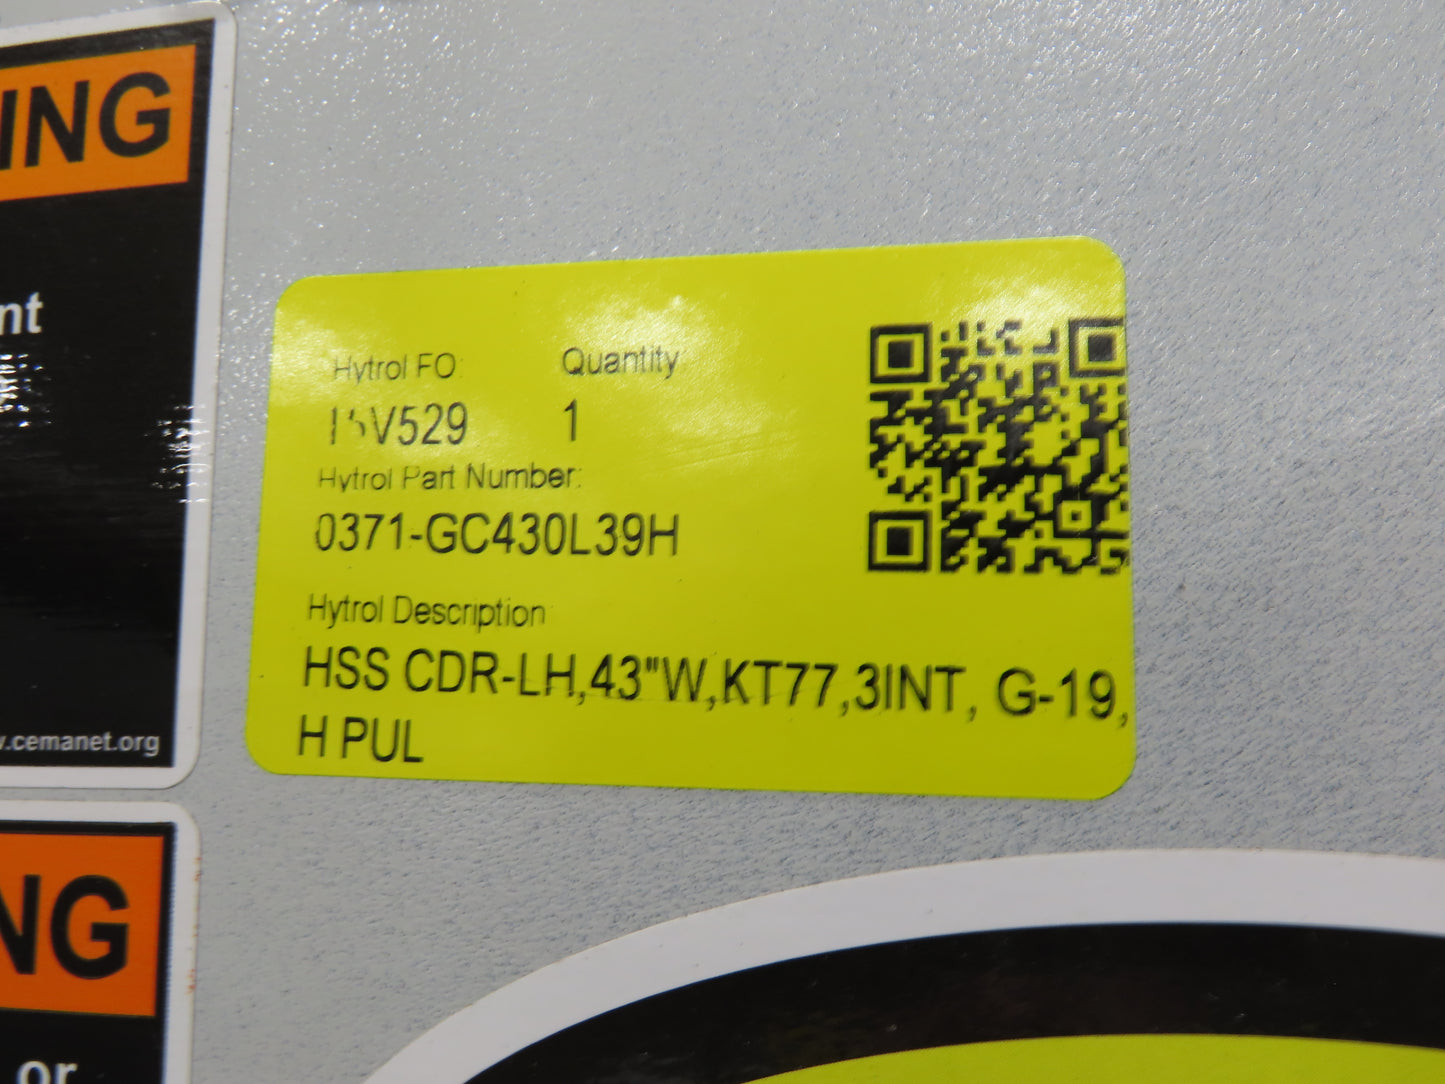 ING
nt
.cemanet.org
Hytrol FO: Quantity
1
Hytrol Part Number:
0371-GC430L39H
Hytrol Description
HSS CDR-LH,43"W,KT77,3INT, G-19,
H PUL
NG
or